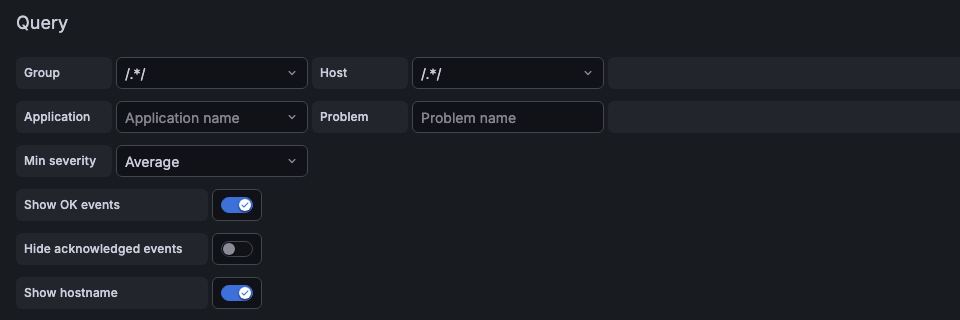 Query
Group /.*/ Host /.*/
Application Application name Problem Problem name
Min severity Average
Show OK events
Hide acknowledged events
Show hostname